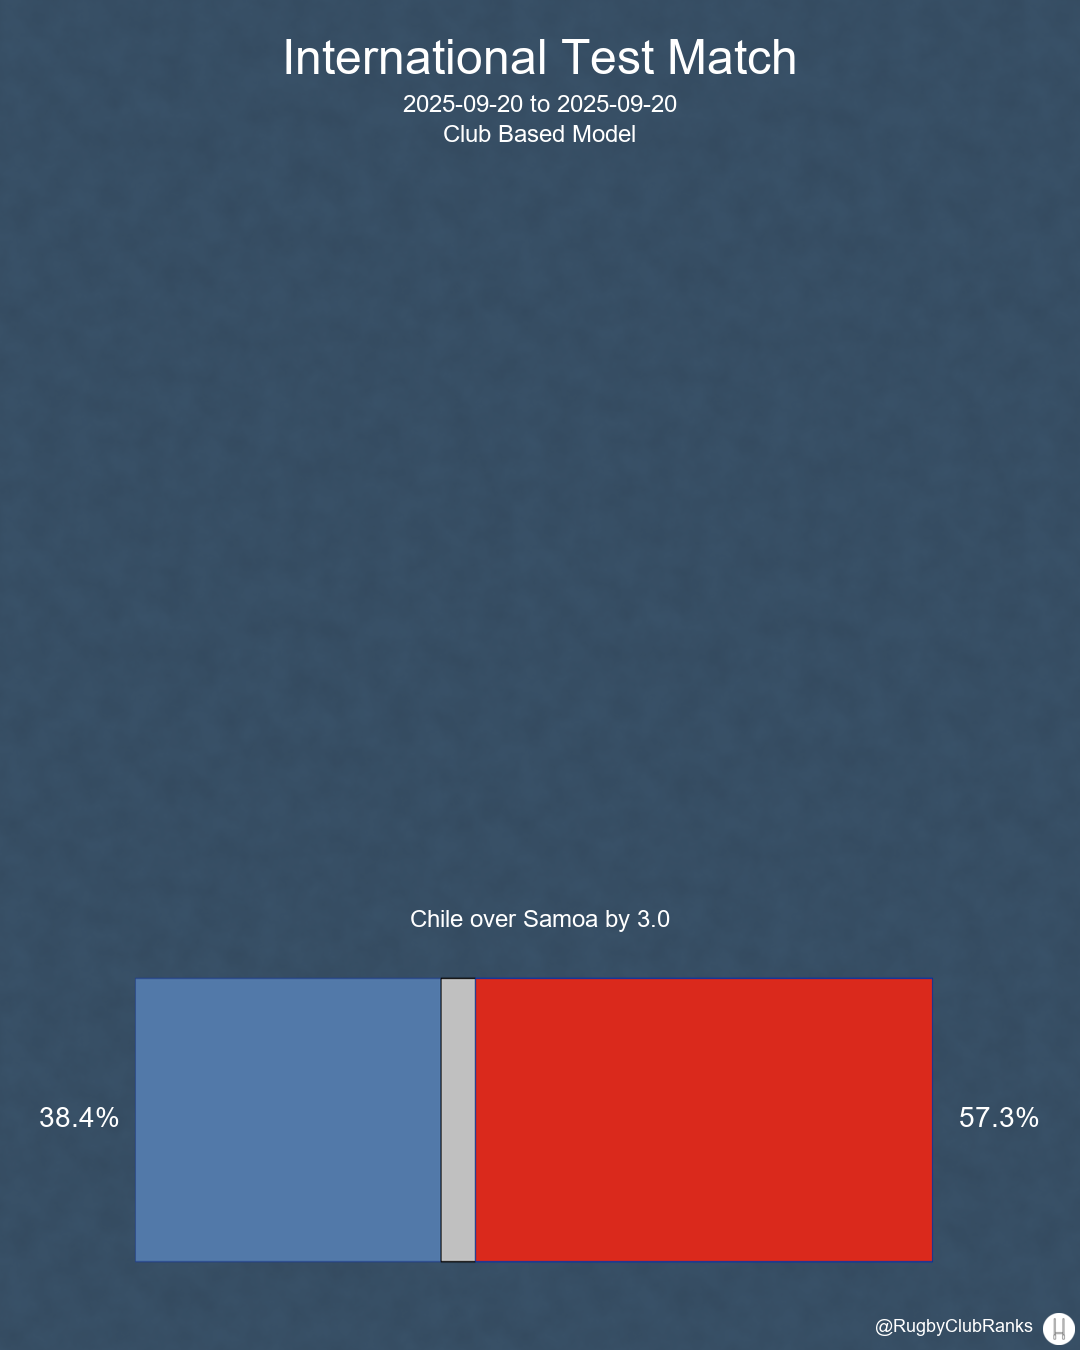 International Test Match
2025-09-20 to 2025-09-20
Club Based Model
Chile over Samoa by 3.0
38.4%
57.3%
@RugbyClubRanks